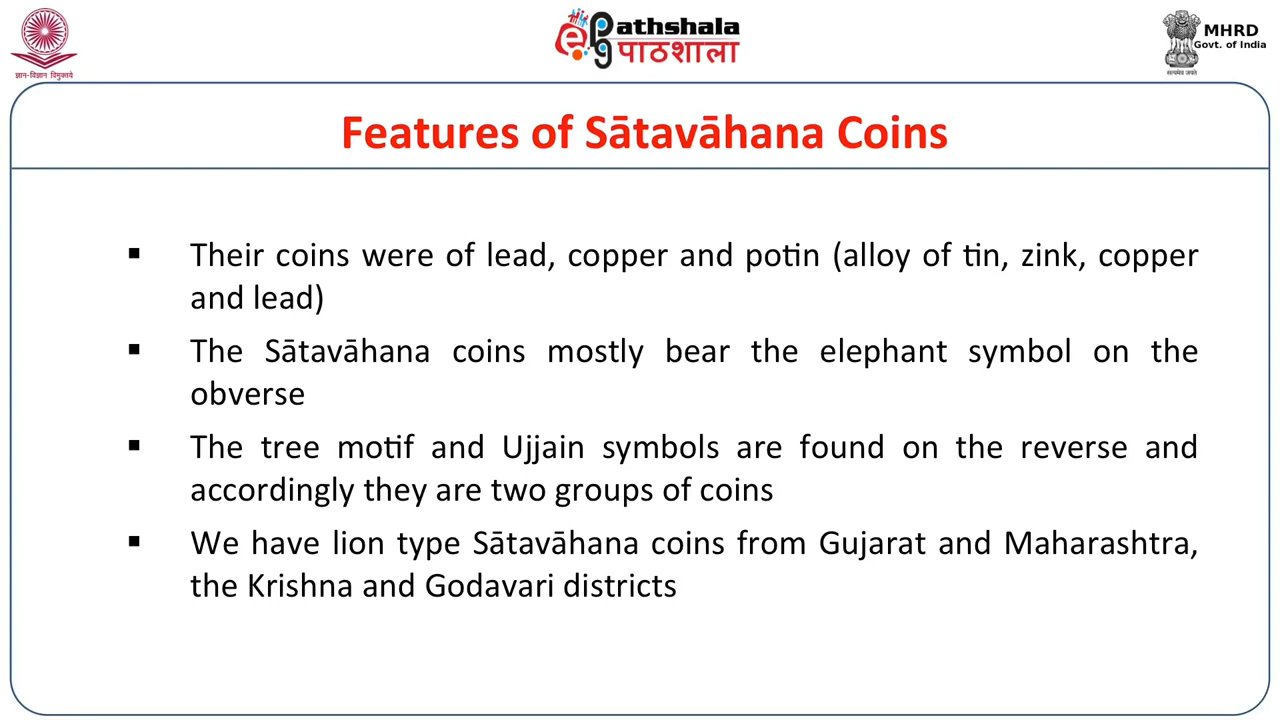 ज्ञान-विज्ञान विमुक्तये
ePathshala
पाठशाला
MHRD
Govt. of India
सत्यमेव जयते
Features of Sātavāhana Coins
▪ Their coins were of lead, copper and potin (alloy of tin, zink, copper
and lead)
▪ The Sātavāhana coins mostly bear the elephant symbol on the
obverse
▪ The tree motif and Ujjain symbols are found on the reverse and
accordingly they are two groups of coins
▪ We have lion type Sātavāhana coins from Gujarat and Maharashtra,
the Krishna and Godavari districts